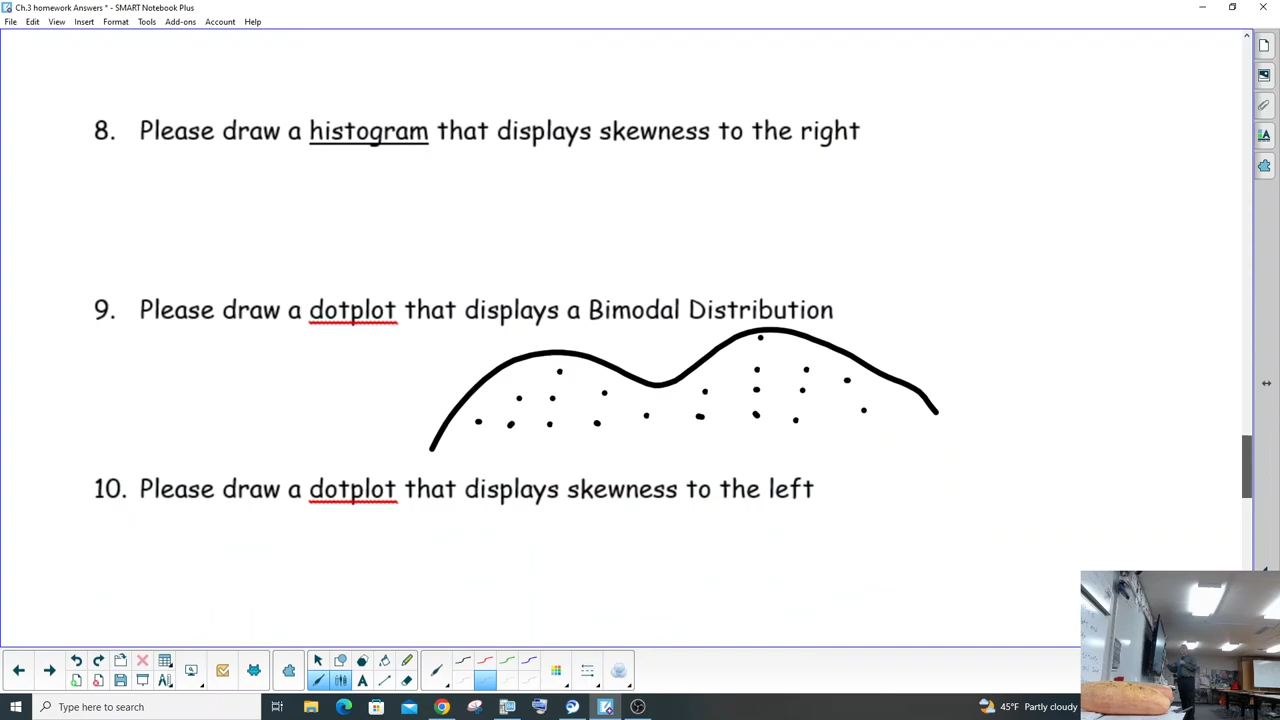 Ch.3 homework Answers * - SMART Notebook Plus
File Edit View Insert Format Tools Add-ons Account Help
8. Please draw a histogram that displays skewness to the right
9. Please draw a dotplot that displays a Bimodal Distribution
10. Please draw a dotplot that displays skewness to the left
Type here to search
45°F Partly cloudy